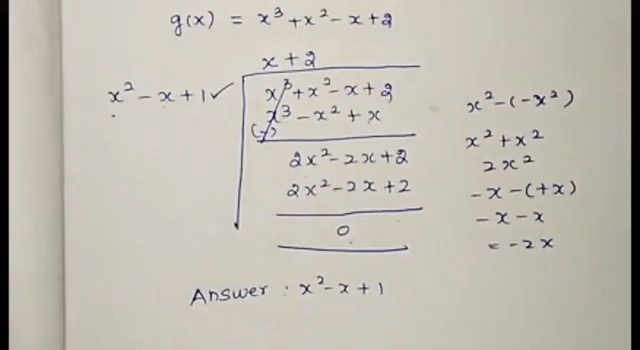 g(x) = x³ + x² - x + 2
x + 2
x² - x + 1 ✓ x³ + x² - x + 2
x³ - x² + x
(-)
2x² - 2x + 2
2x² - 2x + 2
0
x² - (-x²)
x² + x²
2x²
-x - (+x)
-x - x
= -2x
Answer : x² - x + 1